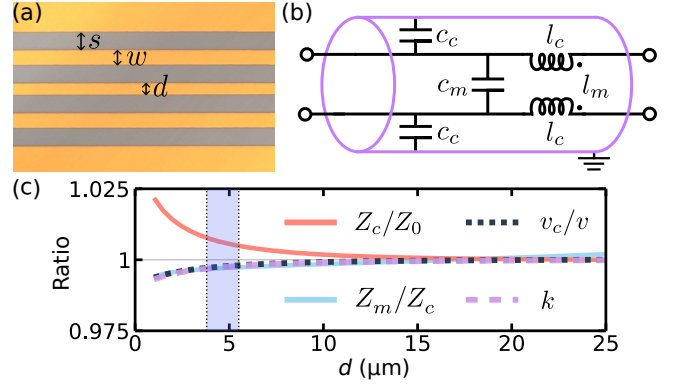 (a)
s
w
d
(b)
c_c l_c
c_m l_m
c_c l_c
(c)
1.025
1
0.975
Ratio
Z_c/Z_0 v_c/v
Z_m/Z_c k
5 10 15 20 25
d (μm)